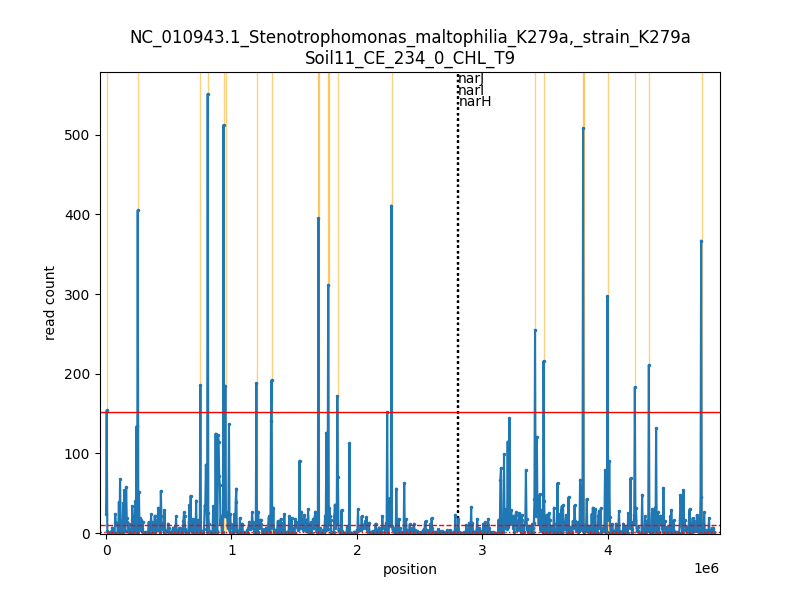 NC_010943.1_Stenotrophomonas_maltophilia_K279a,_strain_K279a
Soil11_CE_234_0_CHL_T9
narJ
narI
narH
500
400
300
200
100
0
read count
0 1 2 3 4
1e6
position